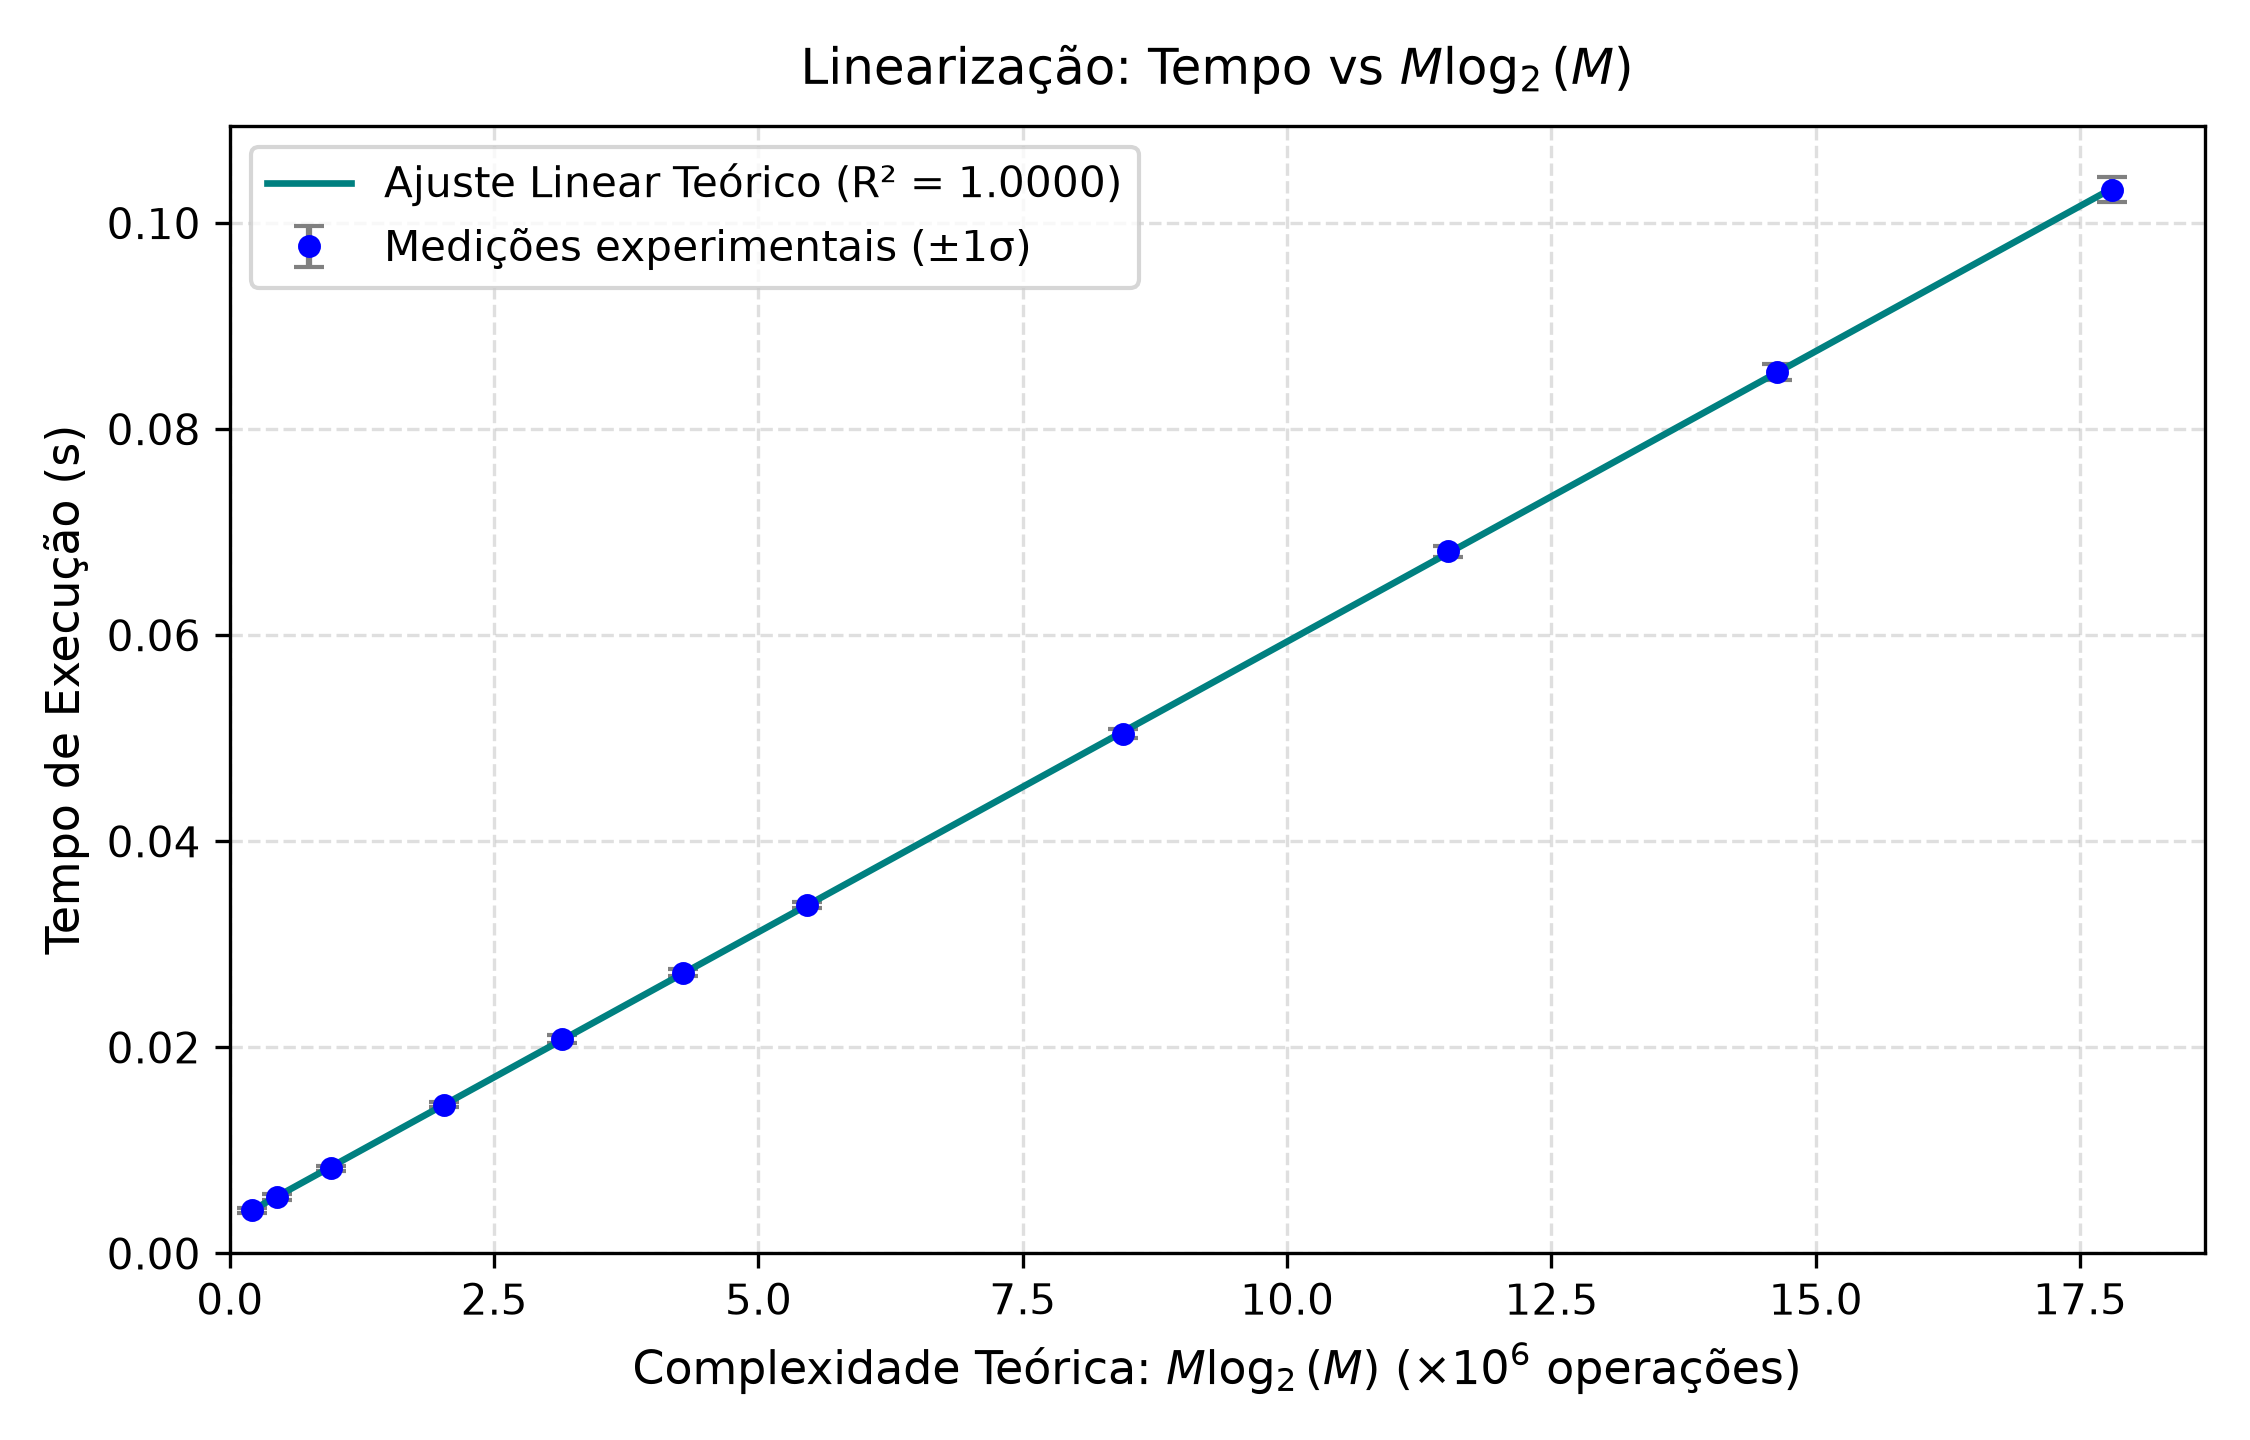 Linearização: Tempo vs M log₂ (M)
Ajuste Linear Teórico (R² = 1.0000)
Medições experimentais (±1σ)
Tempo de Execução (s)
0.10
0.08
0.06
0.04
0.02
0.00
0.0 2.5 5.0 7.5 10.0 12.5 15.0 17.5
Complexidade Teórica: M log₂ (M) (×10⁶ operações)